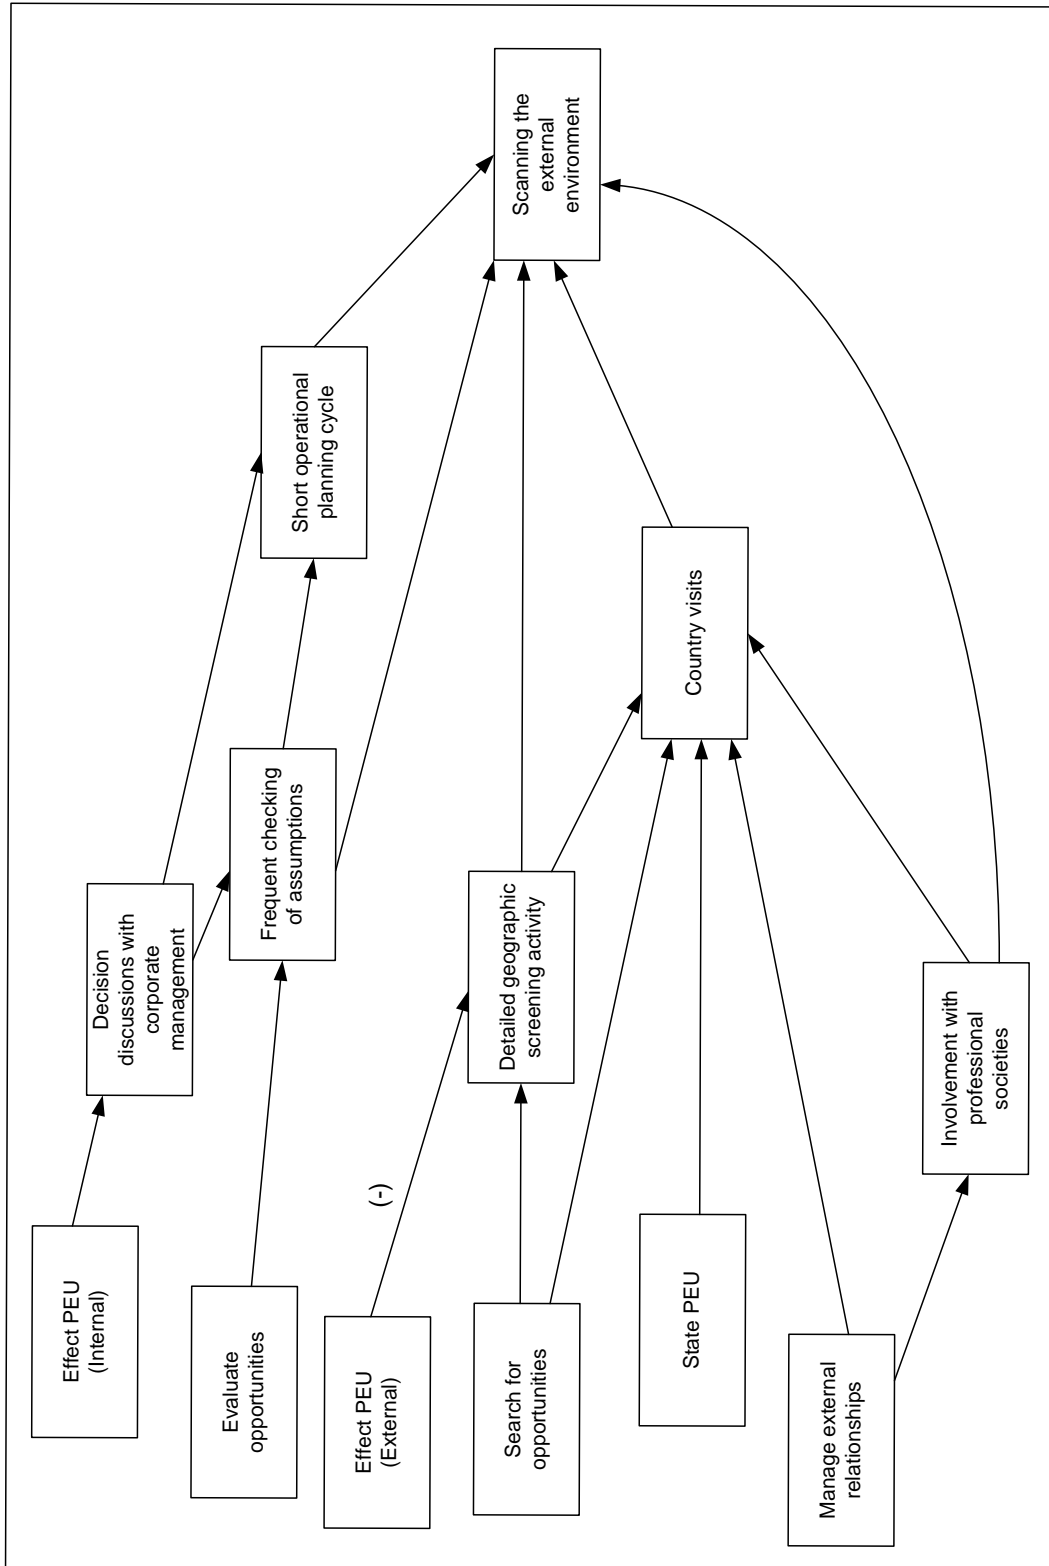 Effect PEU
(Internal)
Evaluate
opportunities
Effect PEU
(External)
Search for
opportunities
State PEU
Manage external
relationships
(-)
Decision
discussions with
corporate
management
Frequent checking
of assumptions
Detailed geographic
screening activity
Involvement with
professional
societies
Short operational
planning cycle
Country visits
Scanning the
external
environment